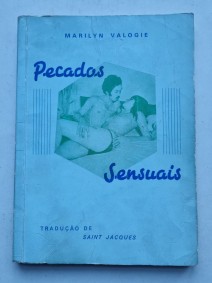 MARILYN VALOGIE
Pecados
Sensuais
TRADUÇÃO DE
SAINT JACQUES